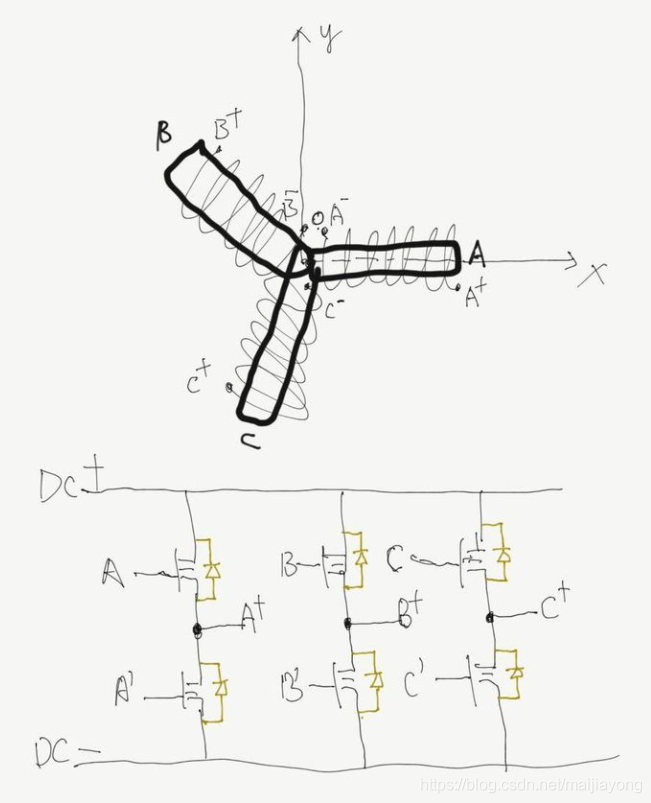 y
B B⁺
B⁻ O A⁻
A
X
A⁺
C⁻
C⁺
C
DC+
A B C
A⁺ B⁺ C⁺
A' B' C'
DC-
https://blog.csdn.net/maijiayong